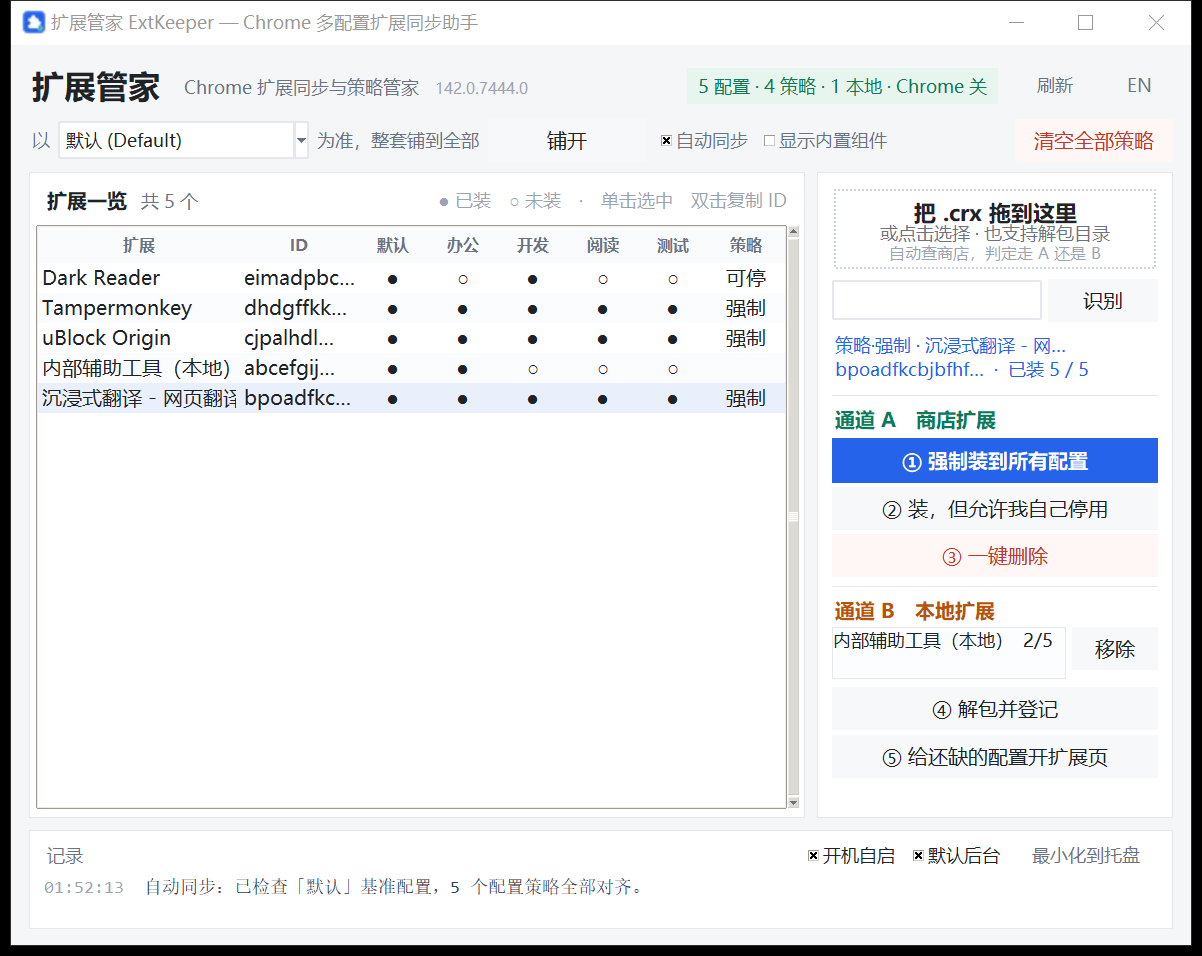 扩展管家 ExtKeeper — Chrome 多配置扩展同步助手
扩展管家 Chrome 扩展同步与策略管家 142.0.7444.0 5 配置 · 4 策略 · 1 本地 · Chrome 关 刷新 EN
以 默认 (Default) 为准，整套铺到全部 铺开 自动同步 显示内置组件 清空全部策略
扩展一览 共 5 个 ● 已装 ○ 未装 · 单击选中 双击复制 ID
扩展 ID 默认 办公 开发 阅读 测试 策略
Dark Reader eimadpbc... ● ○ ● ○ ○ 可停
Tampermonkey dhdgffkk... ● ● ● ● ● 强制
uBlock Origin cjpalhdl... ● ● ● ● ● 强制
内部辅助工具（本地） abcefgij... ● ● ○ ○ ○
沉浸式翻译 - 网页翻译 bpoadfkc... ● ● ● ● ● 强制
把 .crx 拖到这里
或点击选择 · 也支持解包目录
自动查商店，判定走 A 还是 B
识别
策略·强制 · 沉浸式翻译 - 网...
bpoadfkcbjbfhf... · 已装 5 / 5
通道 A 商店扩展
① 强制装到所有配置
② 装，但允许我自己停用
③ 一键删除
通道 B 本地扩展
内部辅助工具（本地） 2/5 移除
④ 解包并登记
⑤ 给还缺的配置开扩展页
记录 开机自启 默认后台 最小化到托盘
01:52:13 自动同步：已检查「默认」基准配置，5 个配置策略全部对齐。